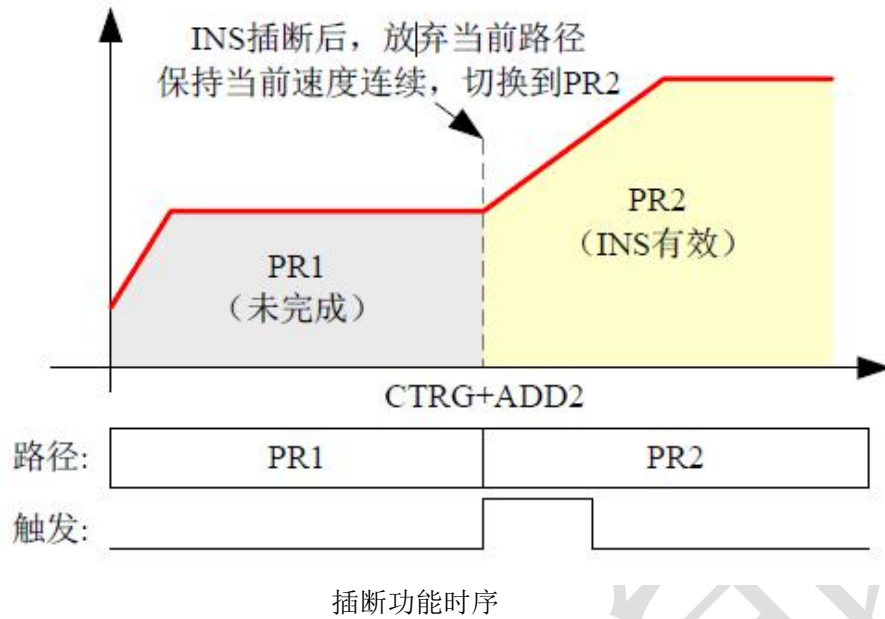 INS插断后，放弃当前路径
保持当前速度连续，切换到PR2
PR2
（INS有效）
PR1
（未完成）
CTRG+ADD2
路径:
PR1
PR2
触发:
插断功能时序